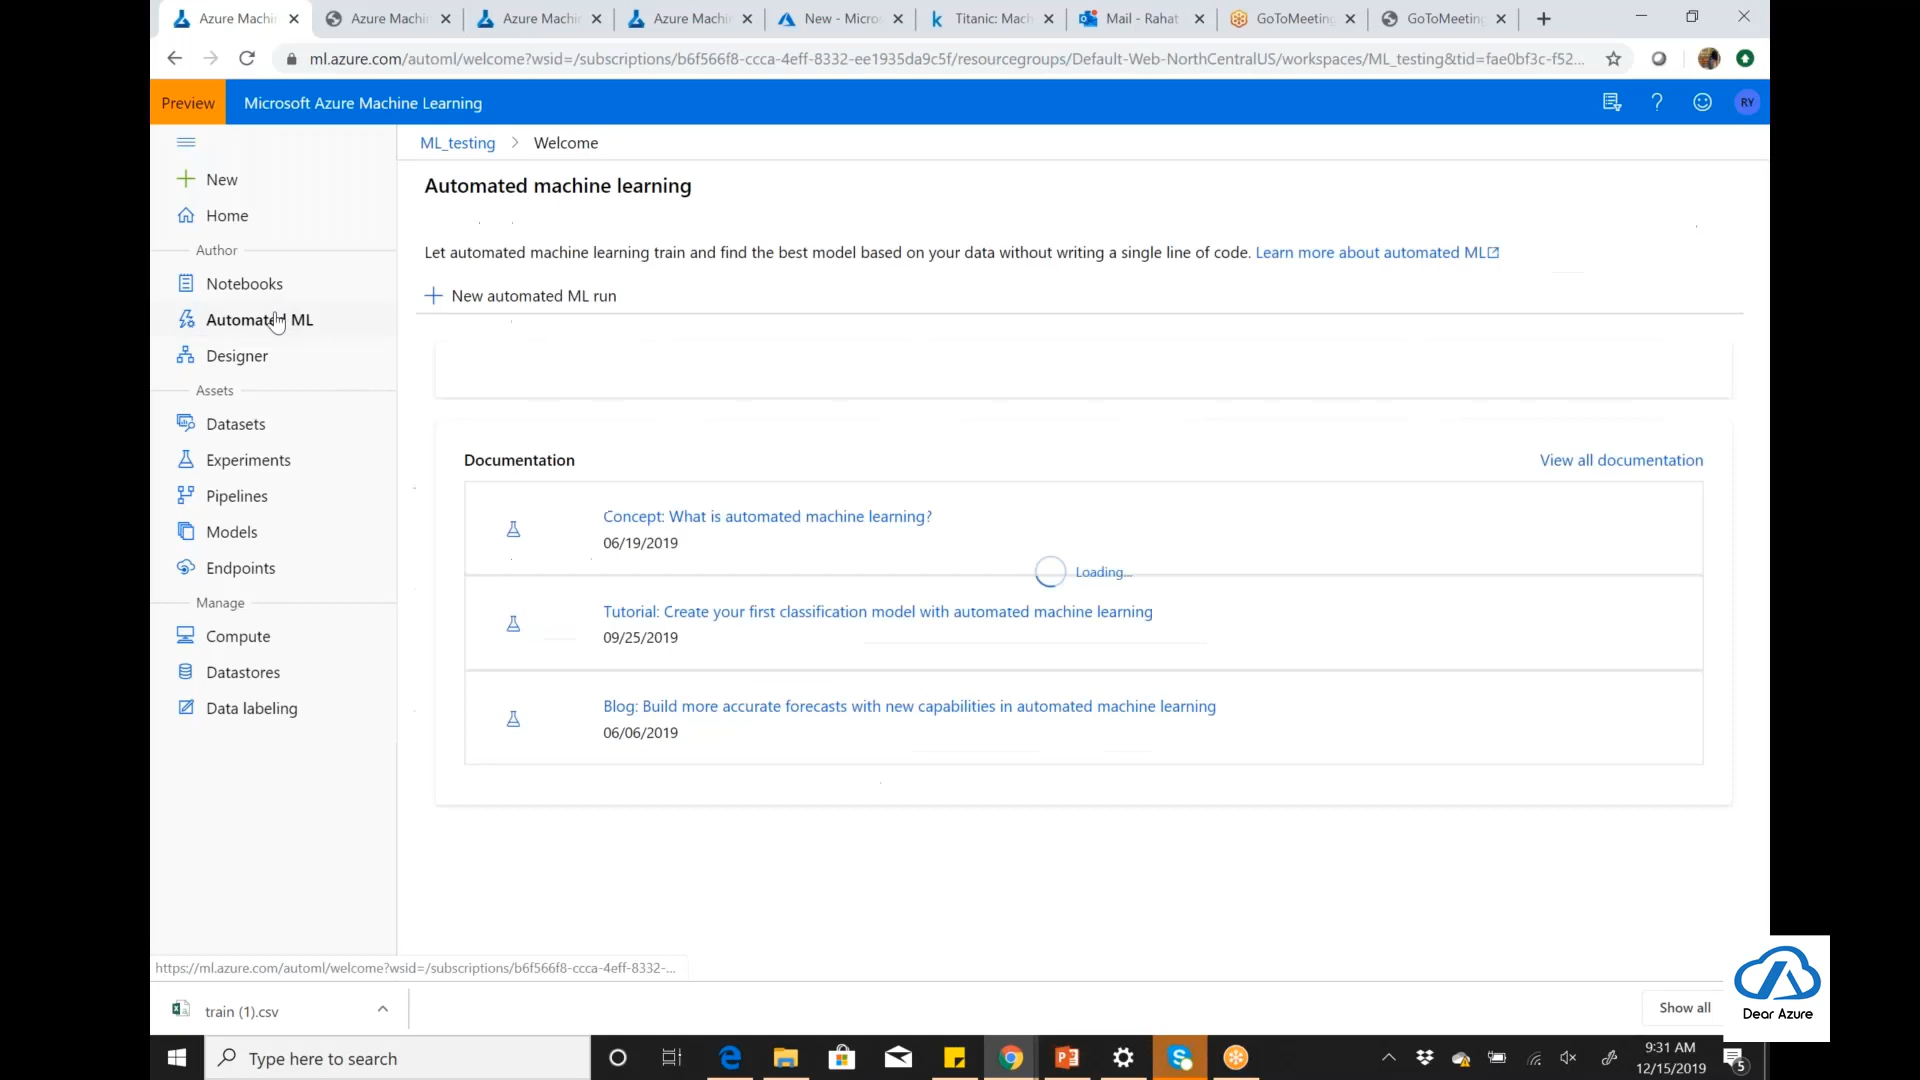 Azure Machi
Azure Machi
Azure Machi
Azure Machi
New - Micro
Titanic: Mach
Mail - Rahat
GoToMeeting
GoToMeeting
ml.azure.com/automl/welcome?wsid=/subscriptions/b6f566f8-ccca-4eff-8332-ee1935da9c5f/resourcegroups/Default-Web-NorthCentralUS/workspaces/ML_testing&tid=fae0bf3c-f52...
Preview
Microsoft Azure Machine Learning
RY
New
Home
Author
Notebooks
Automated ML
Designer
Assets
Datasets
Experiments
Pipelines
Models
Endpoints
Manage
Compute
Datastores
Data labeling
ML_testing > Welcome
Automated machine learning
Let automated machine learning train and find the best model based on your data without writing a single line of code. Learn more about automated ML
New automated ML run
Documentation
View all documentation
Concept: What is automated machine learning?
06/19/2019
Loading...
Tutorial: Create your first classification model with automated machine learning
09/25/2019
Blog: Build more accurate forecasts with new capabilities in automated machine learning
06/06/2019
https://ml.azure.com/automl/welcome?wsid=/subscriptions/b6f566f8-ccca-4eff-8332-...
train (1).csv
Show all
Dear Azure
Type here to search
9:31 AM
12/15/2019
5